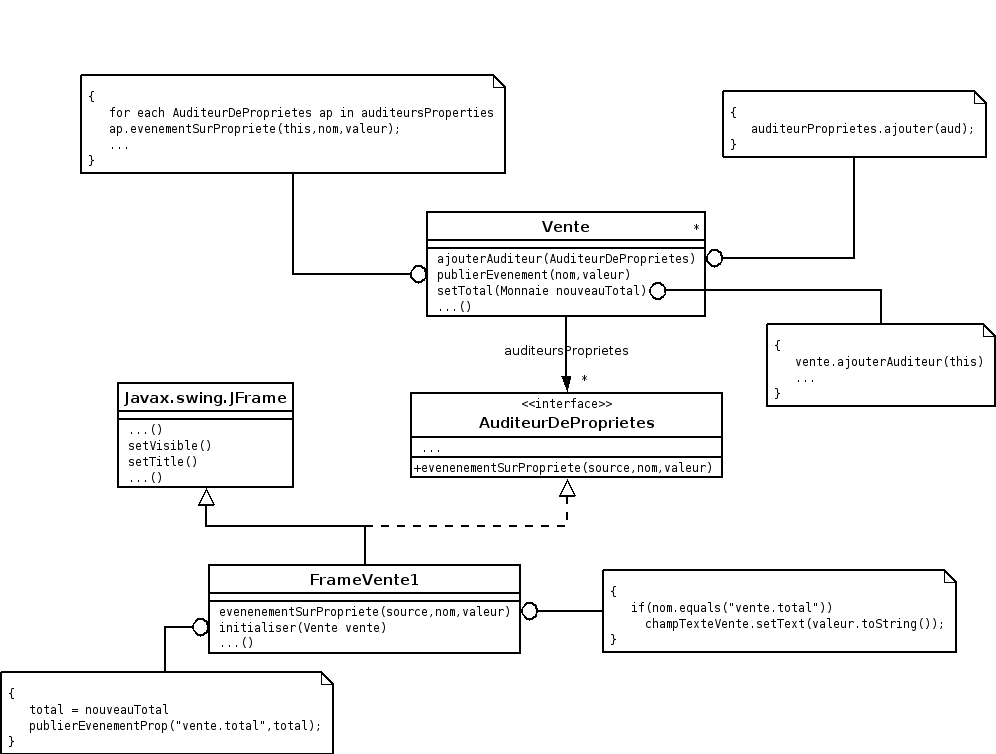 {
for each AuditeurDeProprietes ap in auditeursProperties
ap.evenementSurPropriete(this,nom,valeur);
...
}
{
auditeurProprietes.ajouter(aud);
}
Vente *
ajouterAuditeur(AuditeurDeProprietes)
publierEvenement(nom,valeur)
setTotal(Monnaie nouveauTotal)
...()
{
vente.ajouterAuditeur(this)
...
}
auditeursProprietes
*
Javax.swing.JFrame
...()
setVisible()
setTitle()
...()
<<interface>>
AuditeurDeProprietes
...
+evenenementSurPropriete(source,nom,valeur)
FrameVente1
evenenementSurPropriete(source,nom,valeur)
initialiser(Vente vente)
...()
{
if(nom.equals("vente.total"))
champTexteVente.setText(valeur.toString());
}
{
total = nouveauTotal
publierEvenementProp("vente.total",total);
}